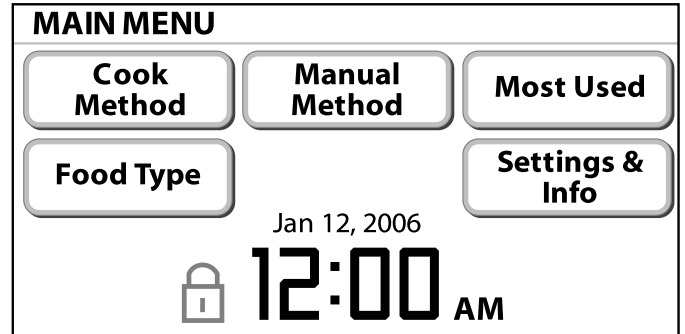 MAIN MENU
Cook
Method
Manual
Method
Most Used
Food Type
Settings &
Info
Jan 12, 2006
12:00 AM